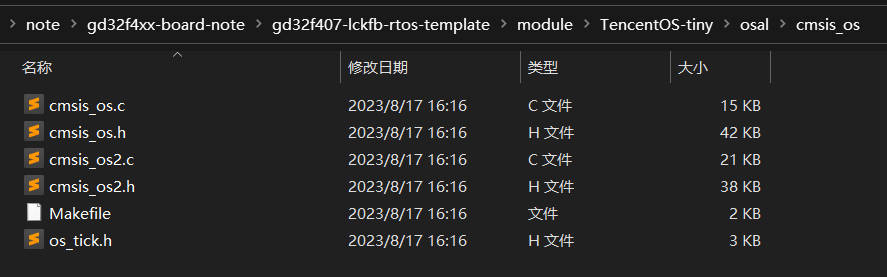 note > gd32f4xx-board-note > gd32f407-lckfb-rtos-template > module > TencentOS-tiny > osal > cmsis_os
名称 修改日期 类型 大小
cmsis_os.c 2023/8/17 16:16 C 文件 15 KB
cmsis_os.h 2023/8/17 16:16 H 文件 42 KB
cmsis_os2.c 2023/8/17 16:16 C 文件 21 KB
cmsis_os2.h 2023/8/17 16:16 H 文件 38 KB
Makefile 2023/8/17 16:16 文件 2 KB
os_tick.h 2023/8/17 16:16 H 文件 3 KB